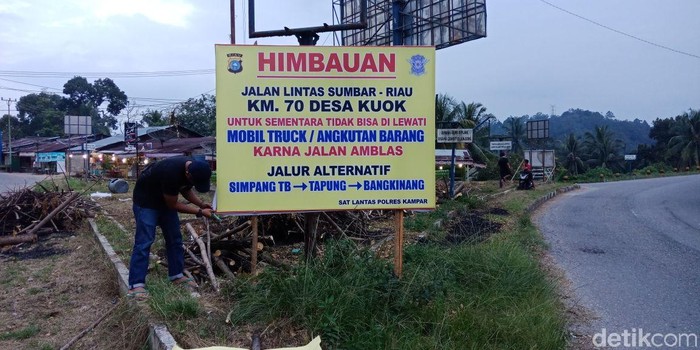 HIMBAUAN
JALAN LINTAS SUMBAR - RIAU
KM. 70 DESA KUOK
UNTUK SEMENTARA TIDAK BISA DI LEWATI
MOBIL TRUCK / ANGKUTAN BARANG
KARNA JALAN AMBLAS
JALUR ALTERNATIF
SIMPANG TB → TAPUNG → BANGKINANG
SAT LANTAS POLRES KAMPAR
detikcom